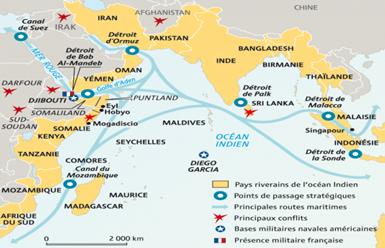 Canal
de Suez
IRAK
IRAN
AFGHANISTAN
CHINE
Détroit
d'Ormuz
PAKISTAN
MER ROUGE
Détroit
de Bab
Al-Mandeb
OMAN
BANGLADESH
INDE
BIRMANIE
YÉMEN
Golfe d'Aden
THAÏLANDE
DARFOUR
DJIBOUTI
PUNTLAND
Détroit
de Palk
SRI LANKA
Détroit de
Malacca
MALAISIE
SOMALILAND
Eyl
Hobyo
SUD-
SOUDAN
Mogadiscio
SOMALIE
KENYA
MALDIVES
Singapour
TANZANIE
SEYCHELLES
OCÉAN
INDIEN
INDONÉSIE
Détroit de
la Sonde
COMORES
Canal du
Mozambique
DIEGO
GARCIA
MOZAMBIQUE
MAURICE
MADAGASCAR
AFRIQUE
DU SUD
0
2 000 km
Pays riverains de l'océan Indien
Points de passage stratégiques
Principales routes maritimes
Principaux conflits
Bases militaires navales américaines
Présence militaire française